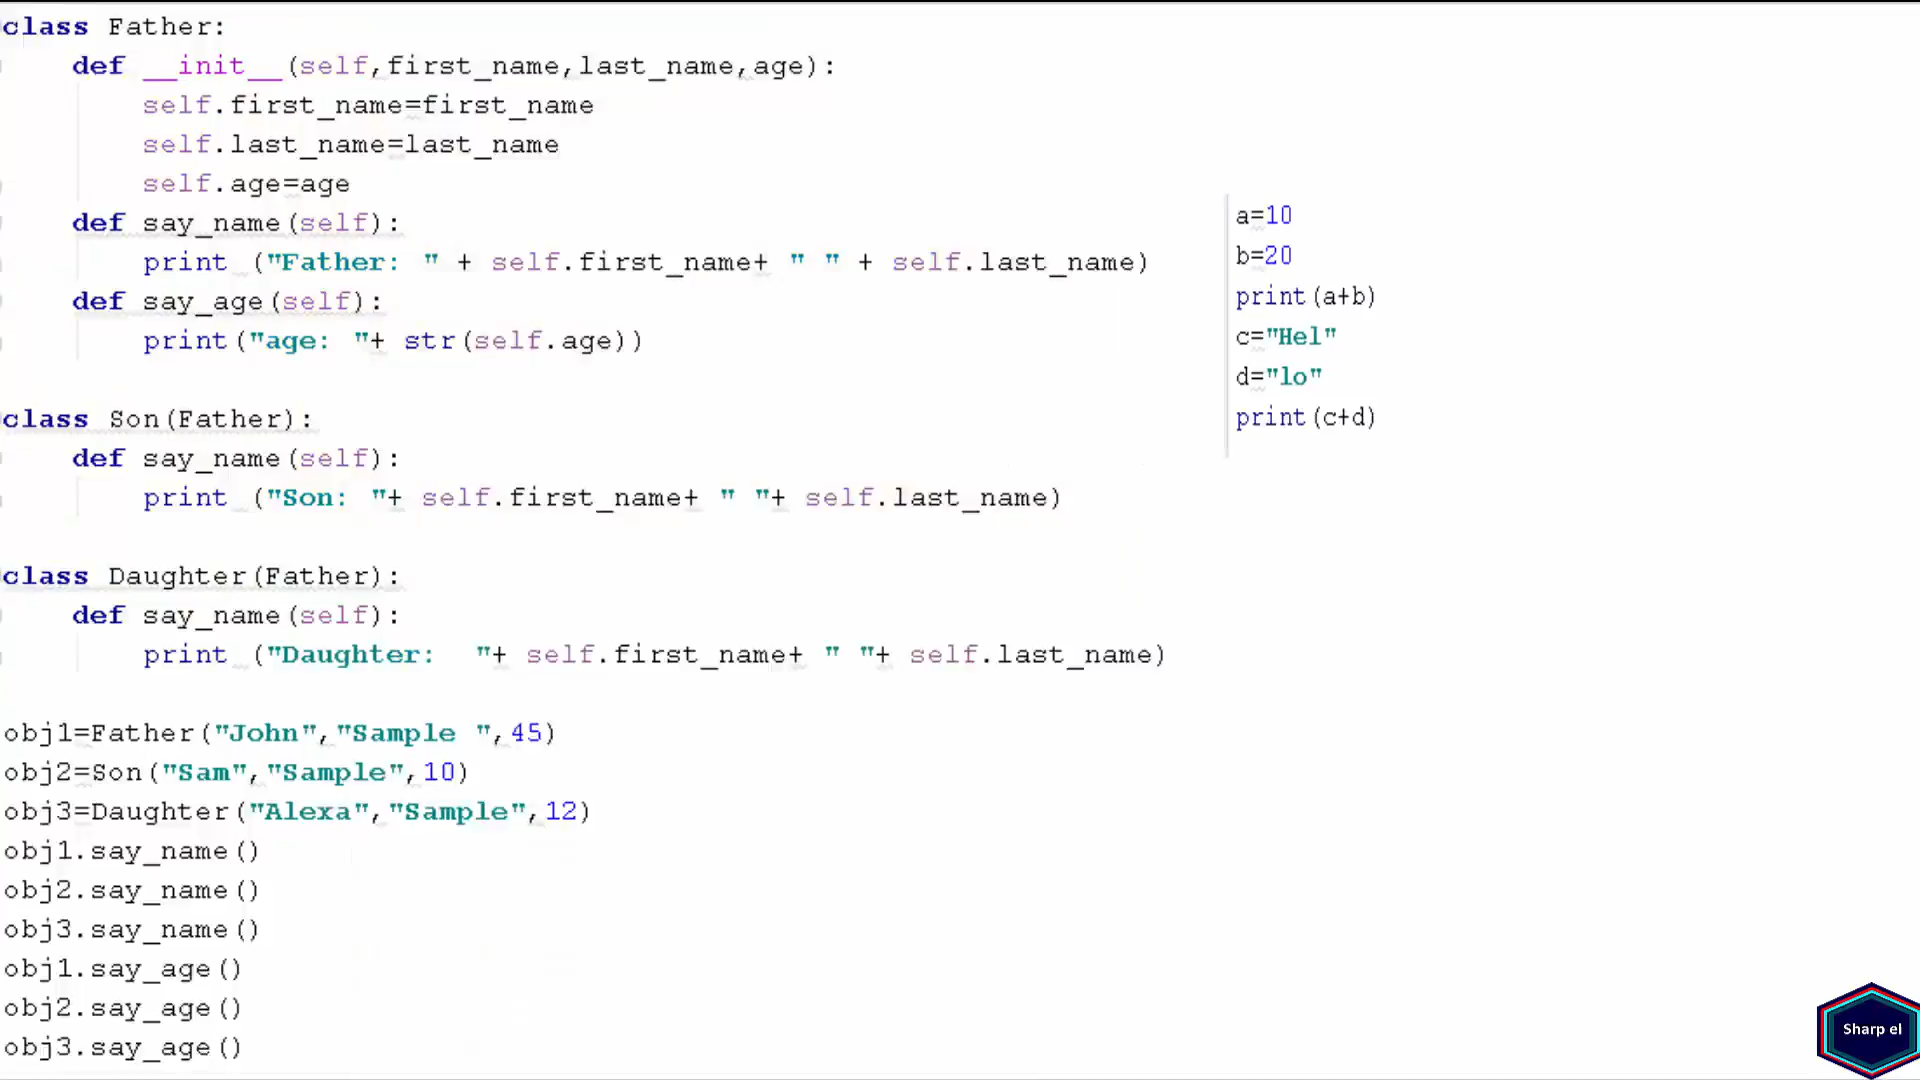 class Father:
    def __init__(self,first_name,last_name,age):
        self.first_name=first_name
        self.last_name=last_name
        self.age=age
    def say_name(self):
        print ("Father: " + self.first_name+ " " + self.last_name)
    def say_age(self):
        print("age: "+ str(self.age))
class Son(Father):
    def say_name(self):
        print ("Son: "+ self.first_name+ " "+ self.last_name)
class Daughter(Father):
    def say_name(self):
        print ("Daughter:  "+ self.first_name+ " "+ self.last_name)
obj1=Father("John","Sample ",45)
obj2=Son("Sam","Sample",10)
obj3=Daughter("Alexa","Sample",12)
obj1.say_name()
obj2.say_name()
obj3.say_name()
obj1.say_age()
obj2.say_age()
obj3.say_age()
a=10
b=20
print(a+b)
c="Hel"
d="lo"
print(c+d)
Sharp el